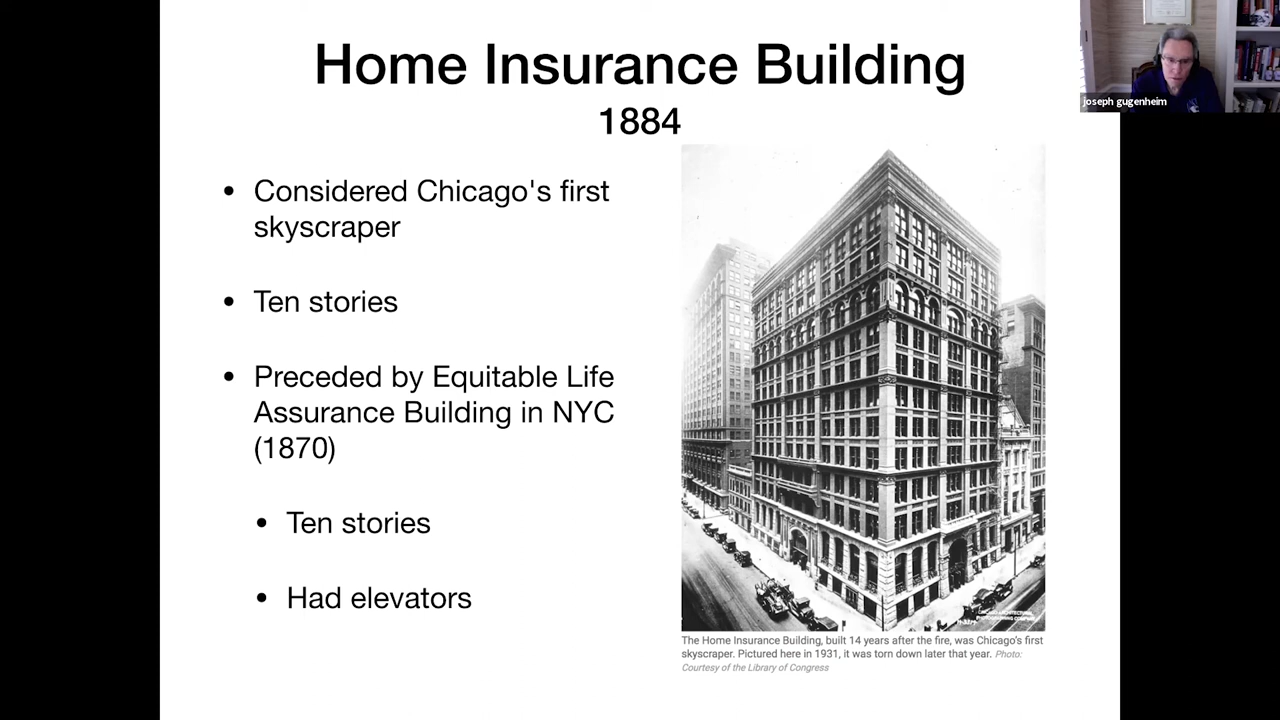 Home Insurance Building
1884
joseph gugenheim
• Considered Chicago's first
skyscraper
• Ten stories
• Preceded by Equitable Life
Assurance Building in NYC
(1870)
• Ten stories
• Had elevators
The Home Insurance Building, built 14 years after the fire, was Chicago's first
skyscraper. Pictured here in 1931, it was torn down later that year. Photo:
Courtesy of the Library of Congress